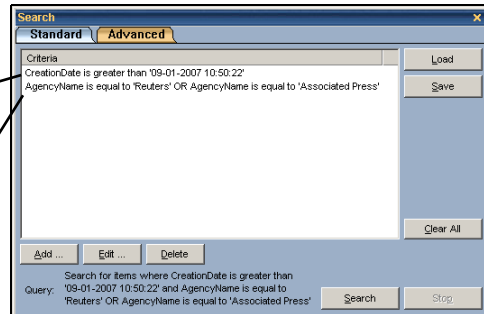 Search
Standard Advanced
Criteria
CreationDate is greater than '09-01-2007 10:50:22'
AgencyName is equal to 'Reuters' OR AgencyName is equal to 'Associated Press'
Load
Save
Clear All
Add ... Edit ... Delete
Search for items where CreationDate is greater than
Query: '09-01-2007 10:50:22' and AgencyName is equal to
'Reuters' OR AgencyName is equal to 'Associated Press'
Search Stop